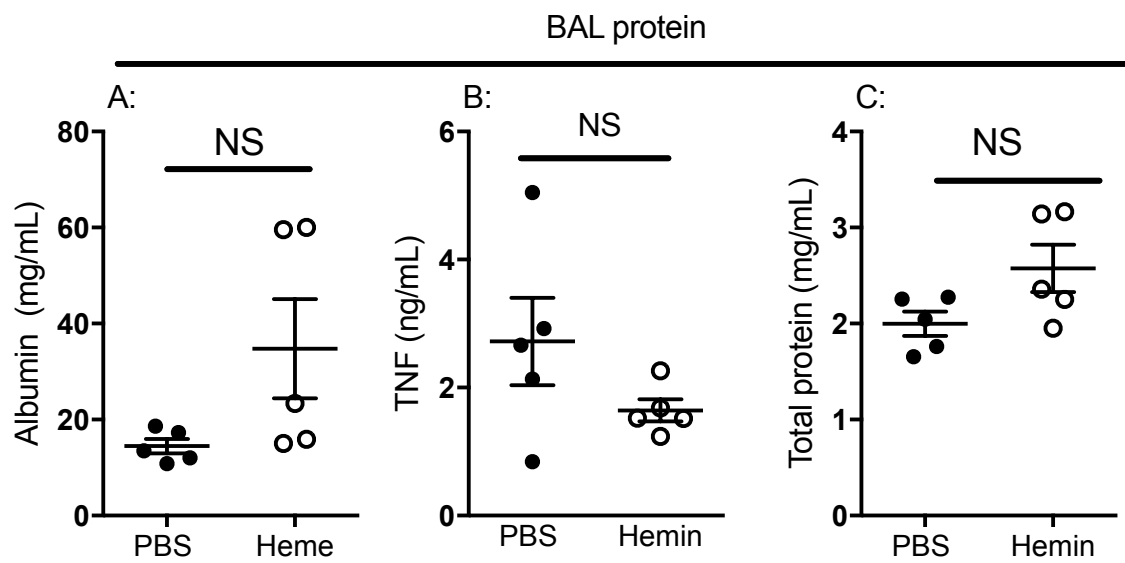 BAL protein
A:
B:
C:
NS
NS
NS
Albumin (mg/mL)
80
60
40
20
0
PBS
Heme
TNF (ng/mL)
6
4
2
0
PBS
Hemin
Total protein (mg/mL)
4
3
2
1
0
PBS
Hemin